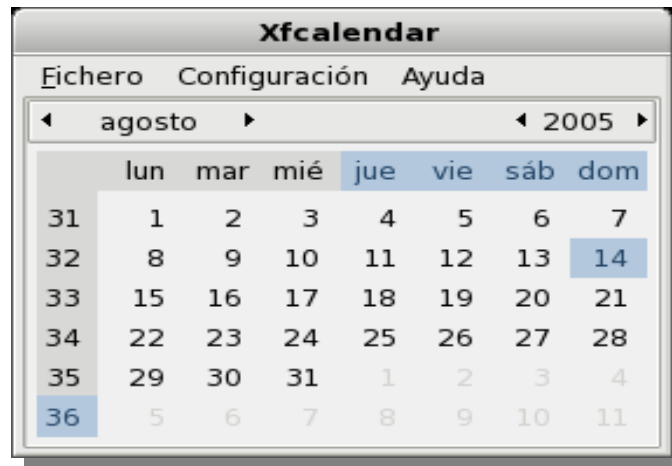 Xfcalendar
Fichero Configuración Ayuda
agosto 2005
lun mar mié jue vie sáb dom
31 1 2 3 4 5 6 7
32 8 9 10 11 12 13 14
33 15 16 17 18 19 20 21
34 22 23 24 25 26 27 28
35 29 30 31 1 2 3 4
36 5 6 7 8 9 10 11